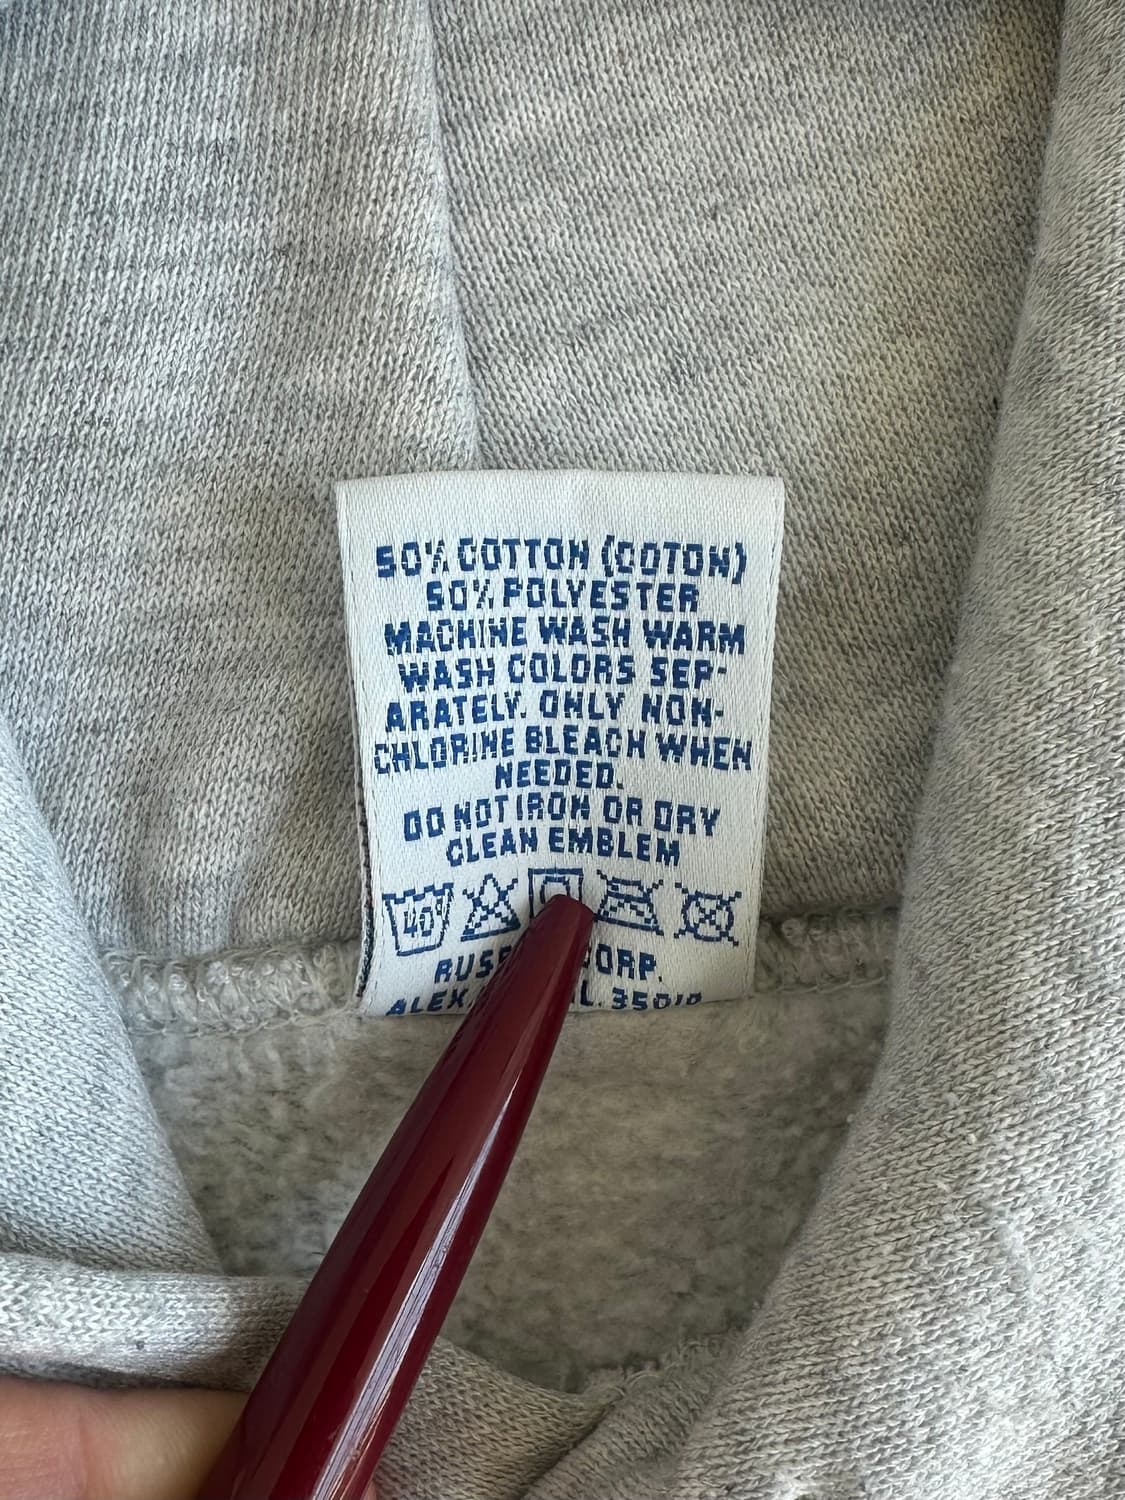 50% COTTON (COTON)
50% POLYESTER
MACHINE WASH WARM
WASH COLORS SEP-
ARATELY. ONLY NON-
CHLORINE BLEACH WHEN
NEEDED.
DO NOT IRON OR DRY
CLEAN EMBLEM
40°